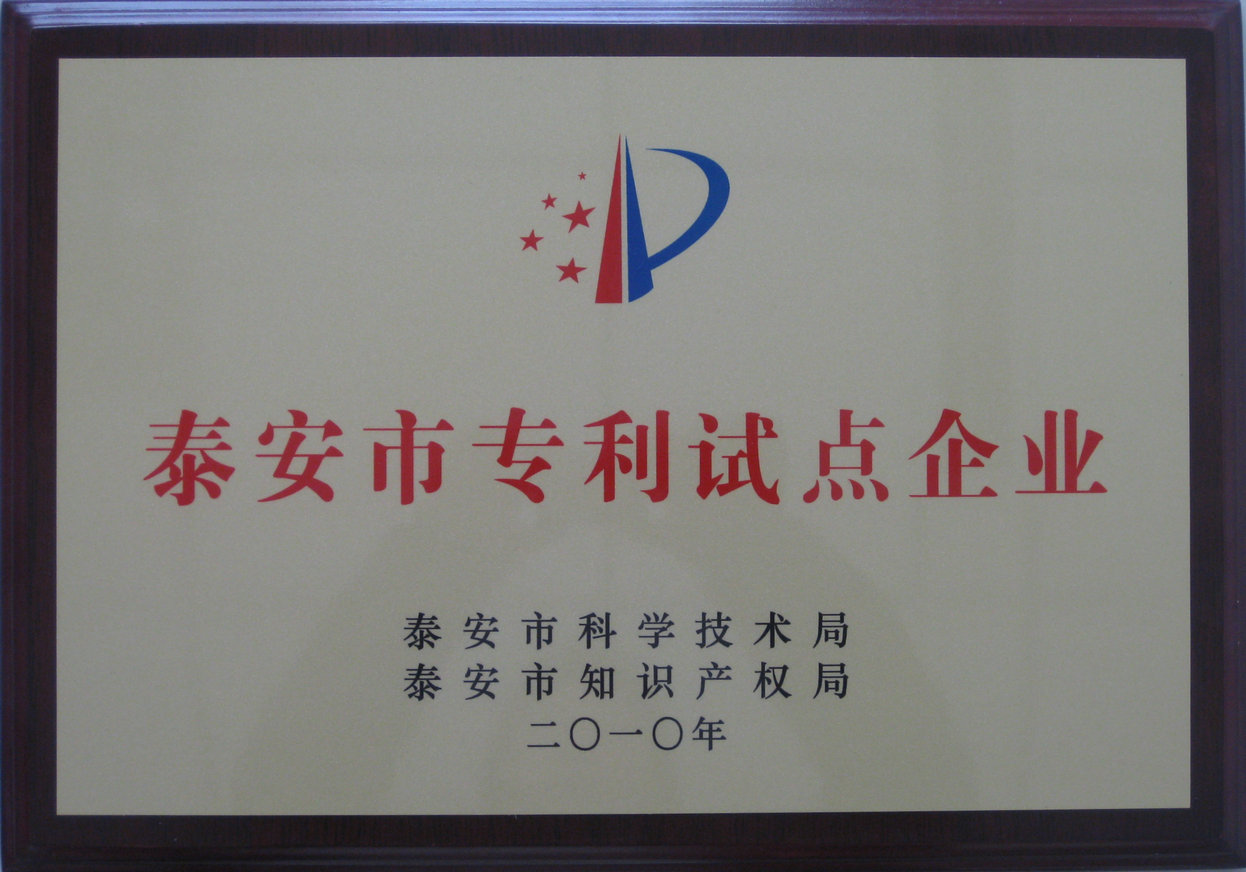 泰安市专利试点企业
泰安市科学技术局
泰安市知识产权局
二〇一〇年